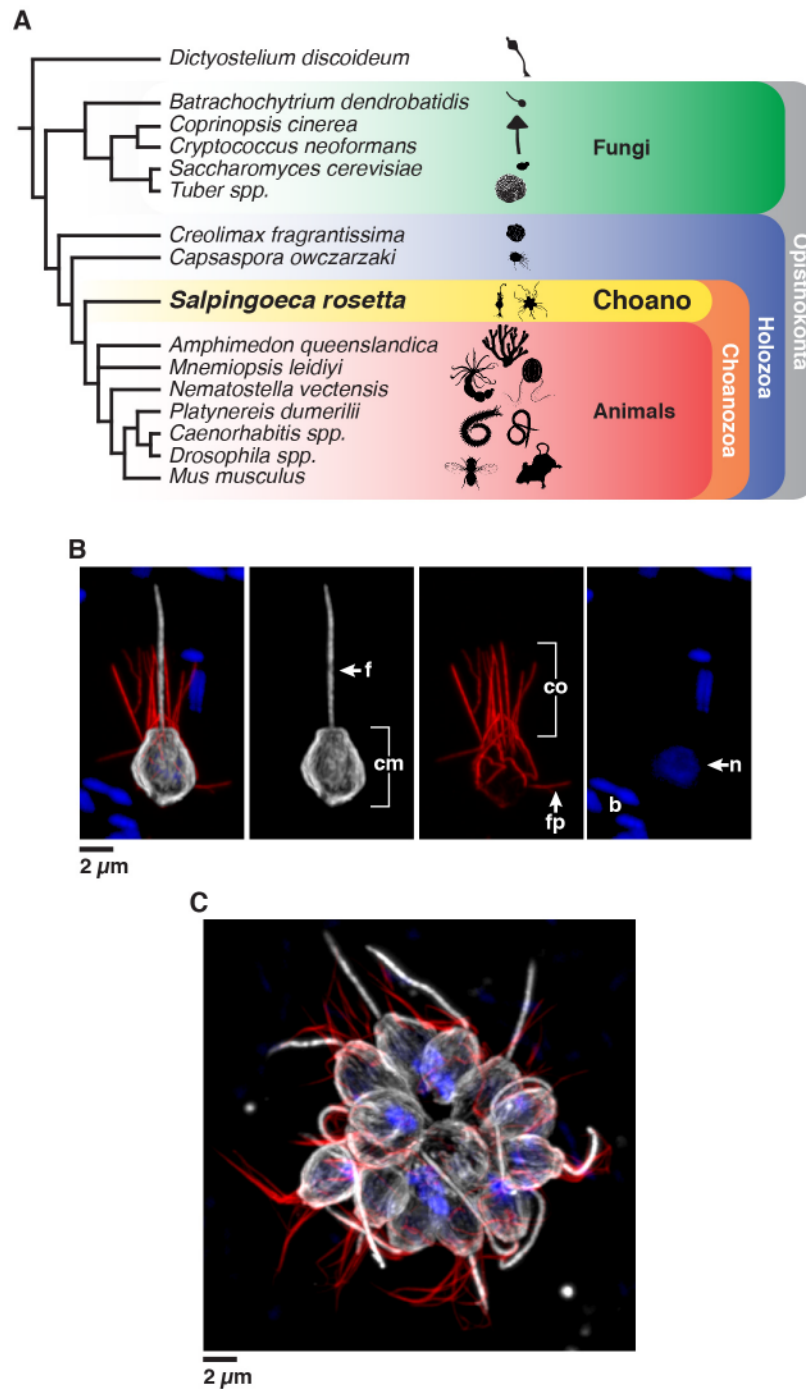 A
Dictyostelium discoideum
Batrachochytrium dendrobatidis
Coprinopsis cinerea
Cryptococcus neoformans
Saccharomyces cerevisiae
Tuber spp.
Fungi
Creolimax fragrantissima
Capsaspora owczarzaki
Salpingoeca rosetta
Choano
Amphimedon queenslandica
Mnemiopsis leidiyi
Nematostella vectensis
Platynereis dumerilii
Caenorhabitis spp.
Drosophila spp.
Mus musculus
Animals
Choanozoa
Holozoa
Opisthokonta
B
f
cm
co
fp
n
b
2 µm
C
2 µm